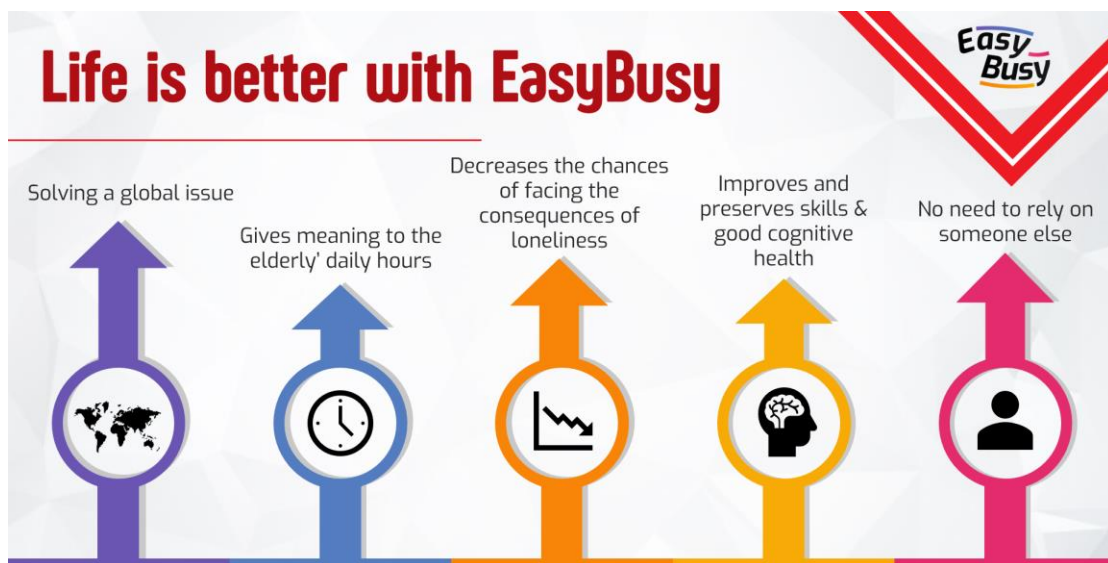 Life is better with EasyBusy
Easy
Busy
Solving a global issue
Gives meaning to the
elderly' daily hours
Decreases the chances
of facing the
consequences of
loneliness
Improves and
preserves skills &
good cognitive
health
No need to rely on
someone else